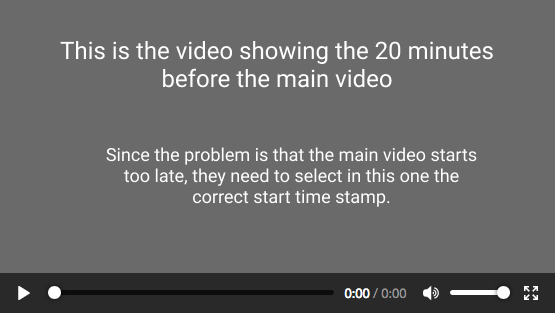 This is the video showing the 20 minutes
before the main video
Since the problem is that the main video starts
too late, they need to select in this one the
correct start time stamp.
0:00 / 0:00